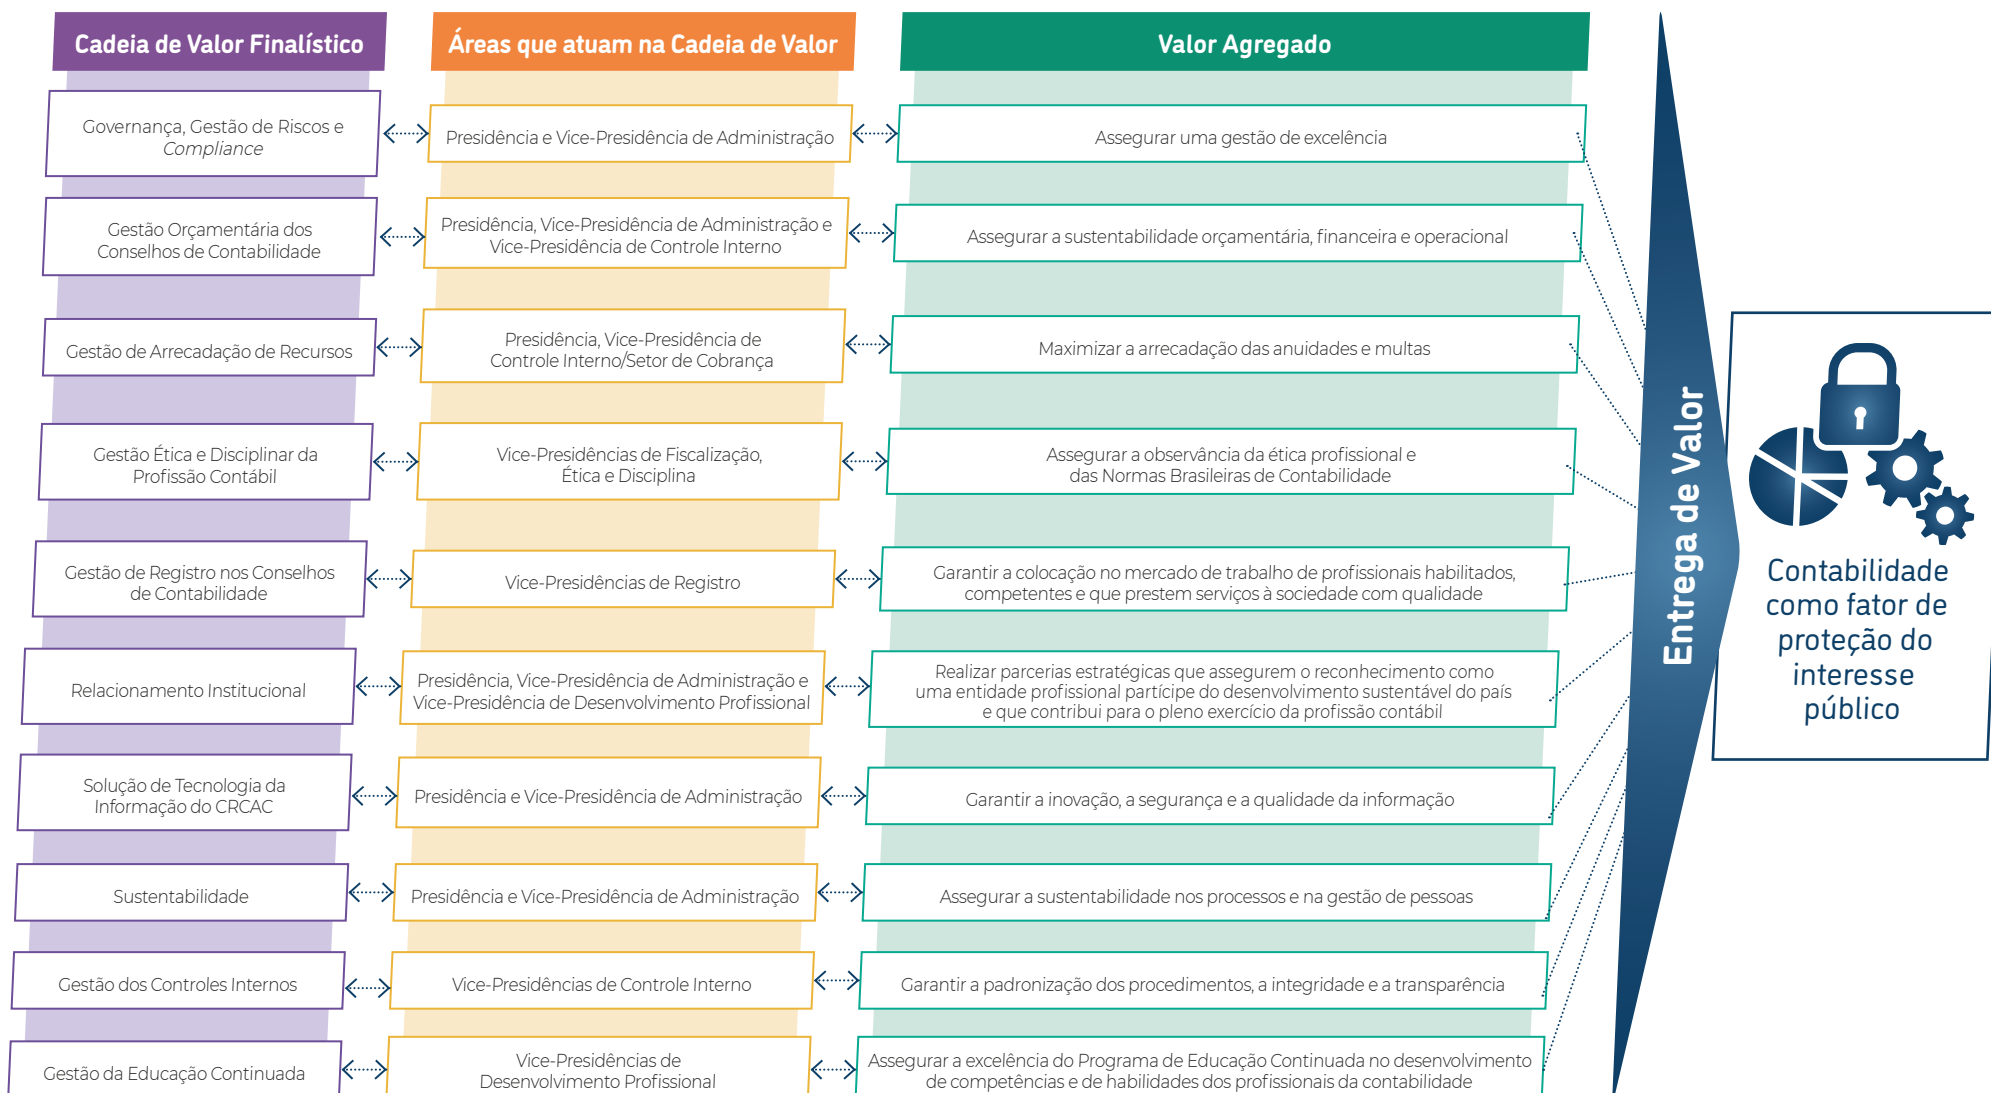 Cadeia de Valor Finalístico
Áreas que atuam na Cadeia de Valor
Valor Agregado
Governança, Gestão de Riscos e
Compliance
Presidência e Vice-Presidência de Administração
Assegurar uma gestão de excelência
Gestão Orçamentária dos
Conselhos de Contabilidade
Presidência, Vice-Presidência de Administração e
Vice-Presidência de Controle Interno
Assegurar a sustentabilidade orçamentária, financeira e operacional
Gestão de Arrecadação de Recursos
Presidência, Vice-Presidência de
Controle Interno/Setor de Cobrança
Maximizar a arrecadação das anuidades e multas
Gestão Ética e Disciplinar da
Profissão Contábil
Vice-Presidências de Fiscalização,
Ética e Disciplina
Assegurar a observância da ética profissional e
das Normas Brasileiras de Contabilidade
Gestão de Registro nos Conselhos
de Contabilidade
Vice-Presidências de Registro
Garantir a colocação no mercado de trabalho de profissionais habilitados,
competentes e que prestem serviços à sociedade com qualidade
Relacionamento Institucional
Presidência, Vice-Presidência de Administração e
Vice-Presidência de Desenvolvimento Profissional
Realizar parcerias estratégicas que assegurem o reconhecimento como
uma entidade profissional partícipe do desenvolvimento sustentável do país
e que contribui para o pleno exercício da profissão contábil
Solução de Tecnologia da
Informação do CRCAC
Presidência e Vice-Presidência de Administração
Garantir a inovação, a segurança e a qualidade da informação
Sustentabilidade
Presidência e Vice-Presidência de Administração
Assegurar a sustentabilidade nos processos e na gestão de pessoas
Gestão dos Controles Internos
Vice-Presidências de Controle Interno
Garantir a padronização dos procedimentos, a integridade e a transparência
Gestão da Educação Continuada
Vice-Presidências de
Desenvolvimento Profissional
Assegurar a excelência do Programa de Educação Continuada no desenvolvimento
de competências e de habilidades dos profissionais da contabilidade
Entrega de Valor
Contabilidade
como fator de
proteção do
interesse
público